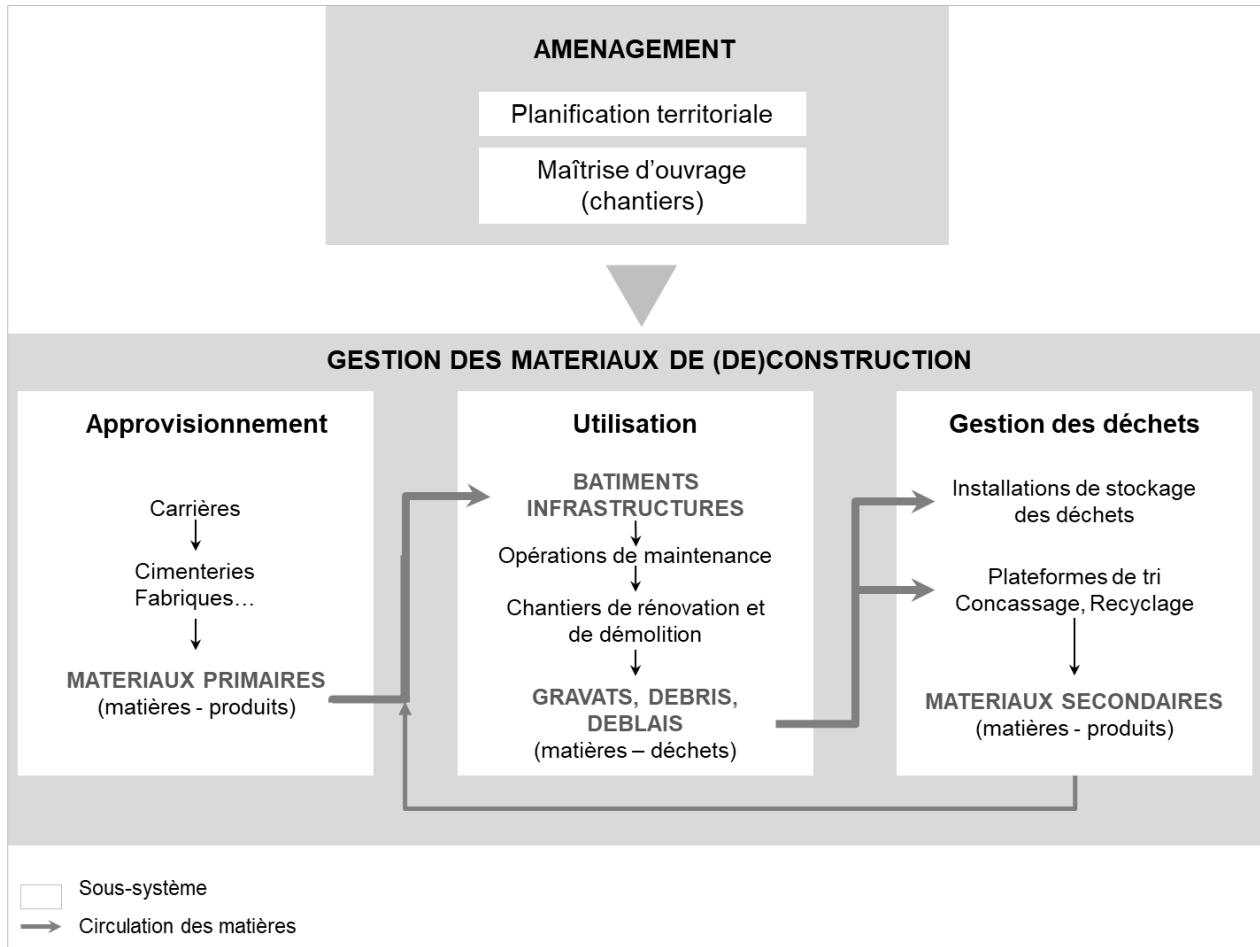 AMENAGEMENT
Planification territoriale
Maîtrise d’ouvrage
(chantiers)
GESTION DES MATERIAUX DE (DE)CONSTRUCTION
Approvisionnement
Carrières
Cimenteries
Fabriques…
MATERIAUX PRIMAIRES
(matières - produits)
Utilisation
BATIMENTS
INFRASTRUCTURES
Opérations de maintenance
Chantiers de rénovation et
de démolition
GRAVATS, DEBRIS,
DEBLAIS
(matières – déchets)
Gestion des déchets
Installations de stockage
des déchets
Plateformes de tri
Concassage, Recyclage
MATERIAUX SECONDAIRES
(matières - produits)
Sous-système
Circulation des matières